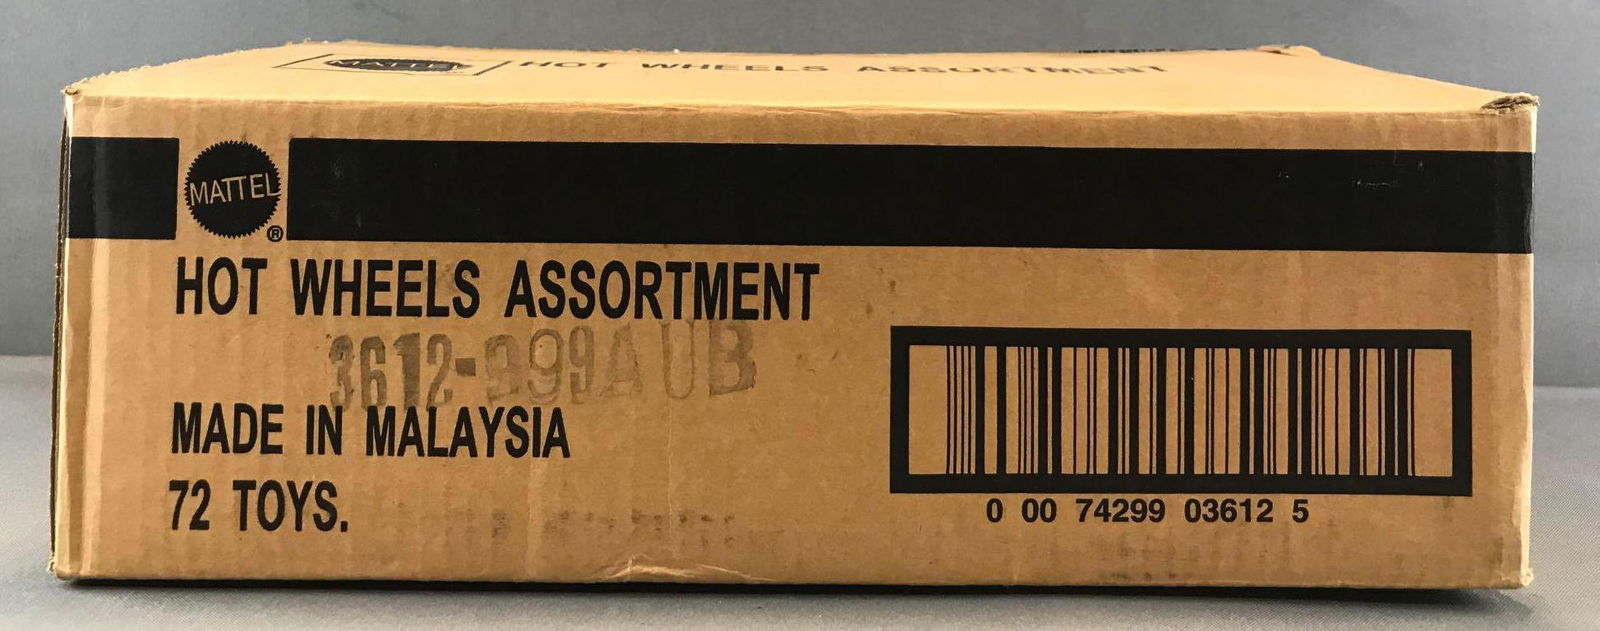 MATTEL HOT WHEELS ASSORTMENT
MATTEL®
HOT WHEELS ASSORTMENT
3612-999AUB
MADE IN MALAYSIA
72 TOYS.
0 00 74299 03612 5